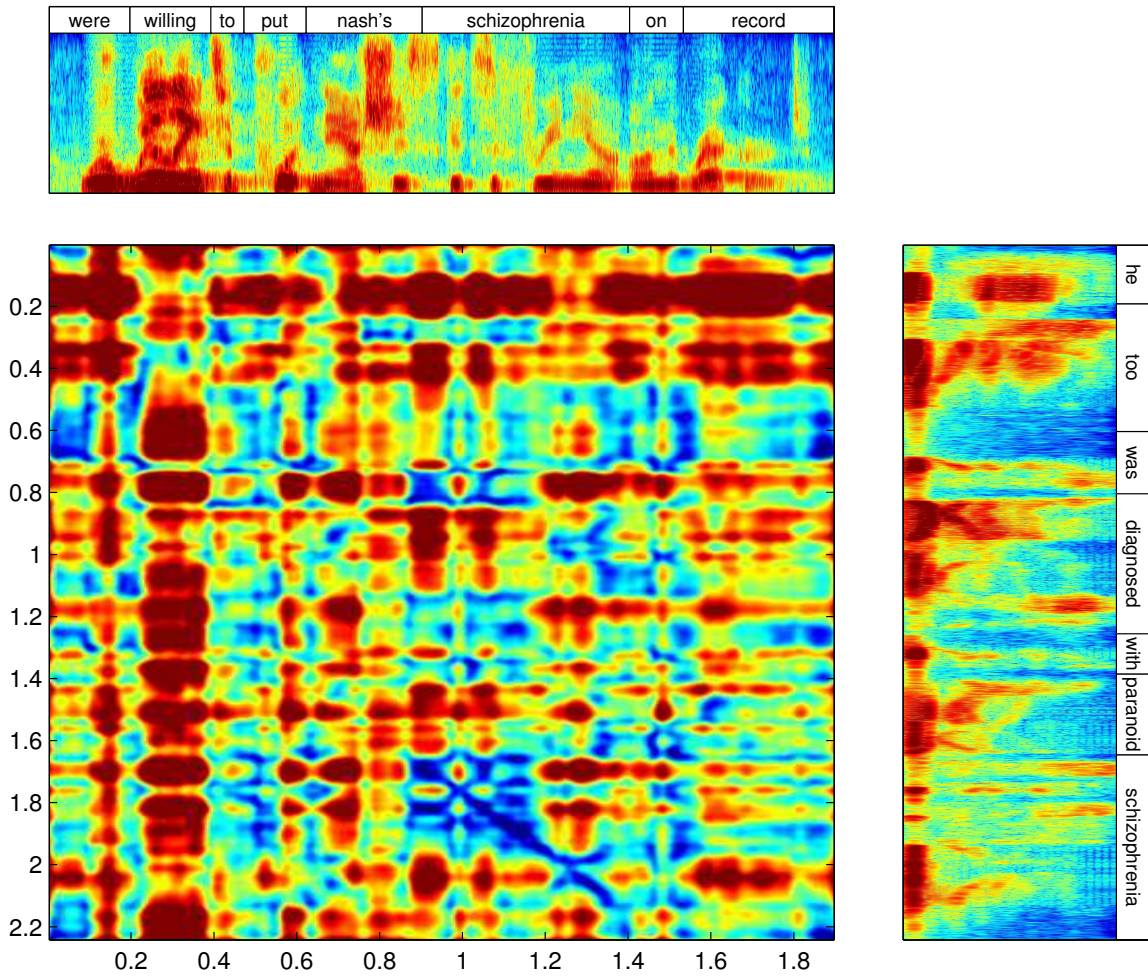 were willing to put nash's schizophrenia on record
he
too
was
diagnosed
with
paranoid
schizophrenia
0.2
0.4
0.6
0.8
1
1.2
1.4
1.6
1.8
2
2.2
0.2 0.4 0.6 0.8 1 1.2 1.4 1.6 1.8